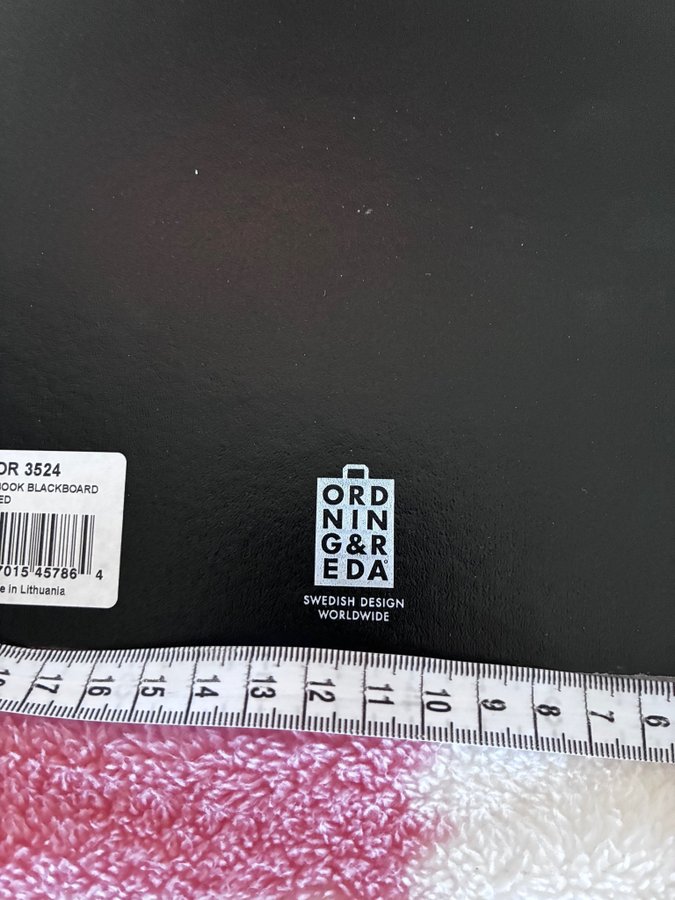 OR 3524
BOOK BLACKBOARD
ED
7015 45786 4
e in Lithuania
ORD
NIN
G&R
EDA®
SWEDISH DESIGN
WORLDWIDE
17 16 15 14 13 12 11 10 9 8 7 6